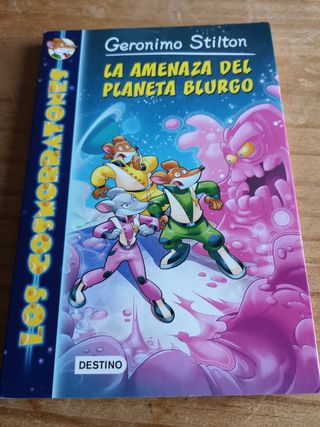 Geronimo Stilton
LA AMENAZA DEL
PLANETA BLURGO
LOS COSMORRATONES
DESTINO